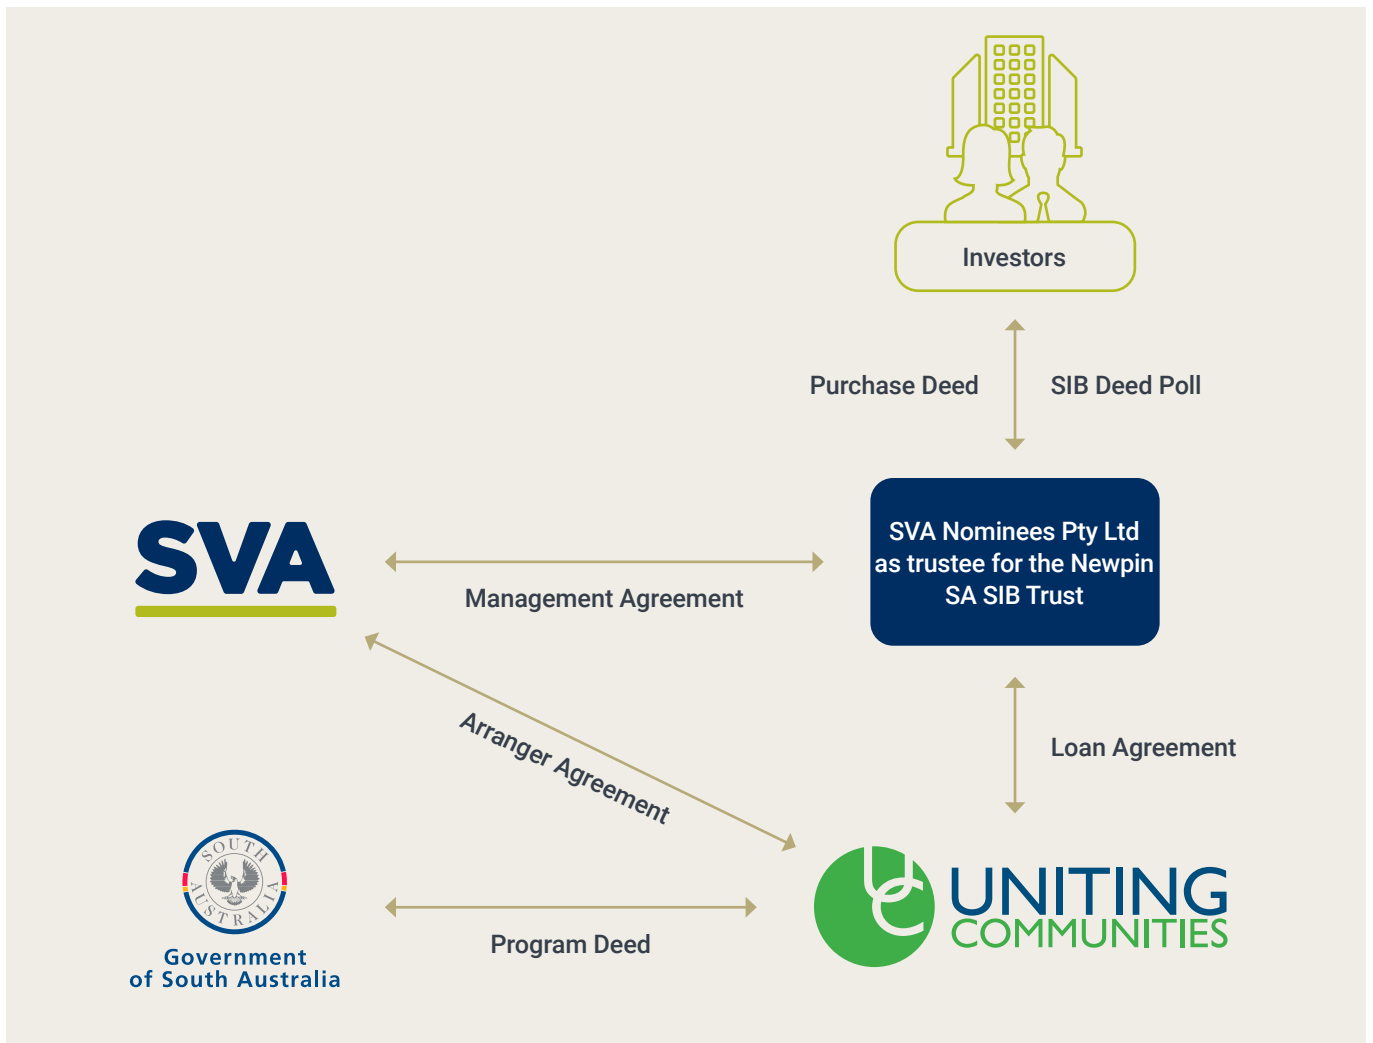 Investors
Purchase Deed
SIB Deed Poll
SVA Nominees Pty Ltd
as trustee for the Newpin
SA SIB Trust
SVA
Management Agreement
Arranger Agreement
Loan Agreement
SOUTH
AUSTRALIA
Government
of South Australia
Program Deed
UC
UNITING
COMMUNITIES